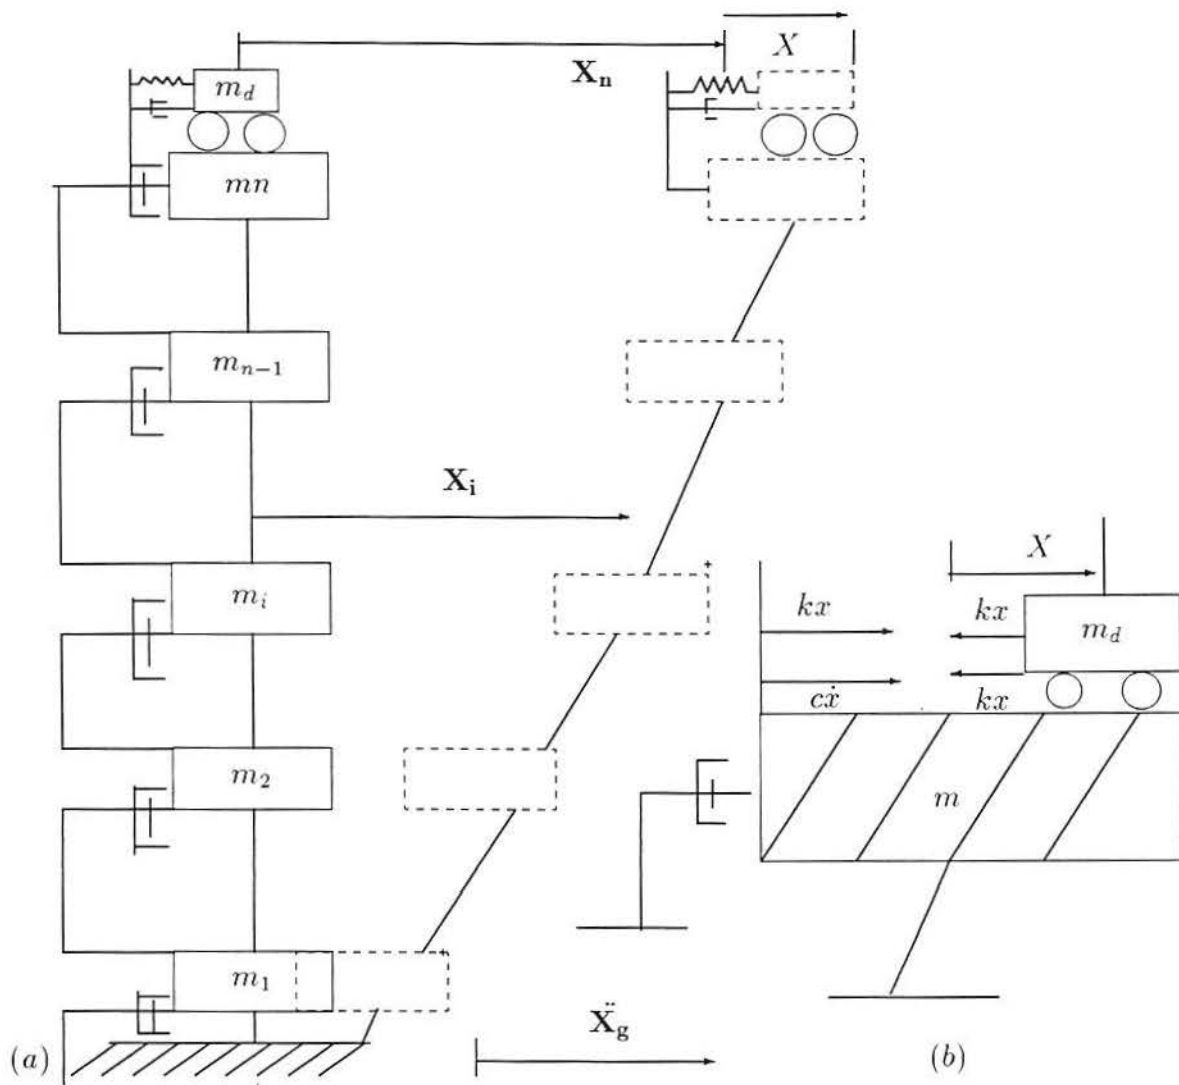 X
X_n
m_d
mn
m_{n-1}
X_i
X
m_i
kx
kx
m_d
cẋ
kx
m_2
m
m_1
Ẍ_g
(a)
(b)